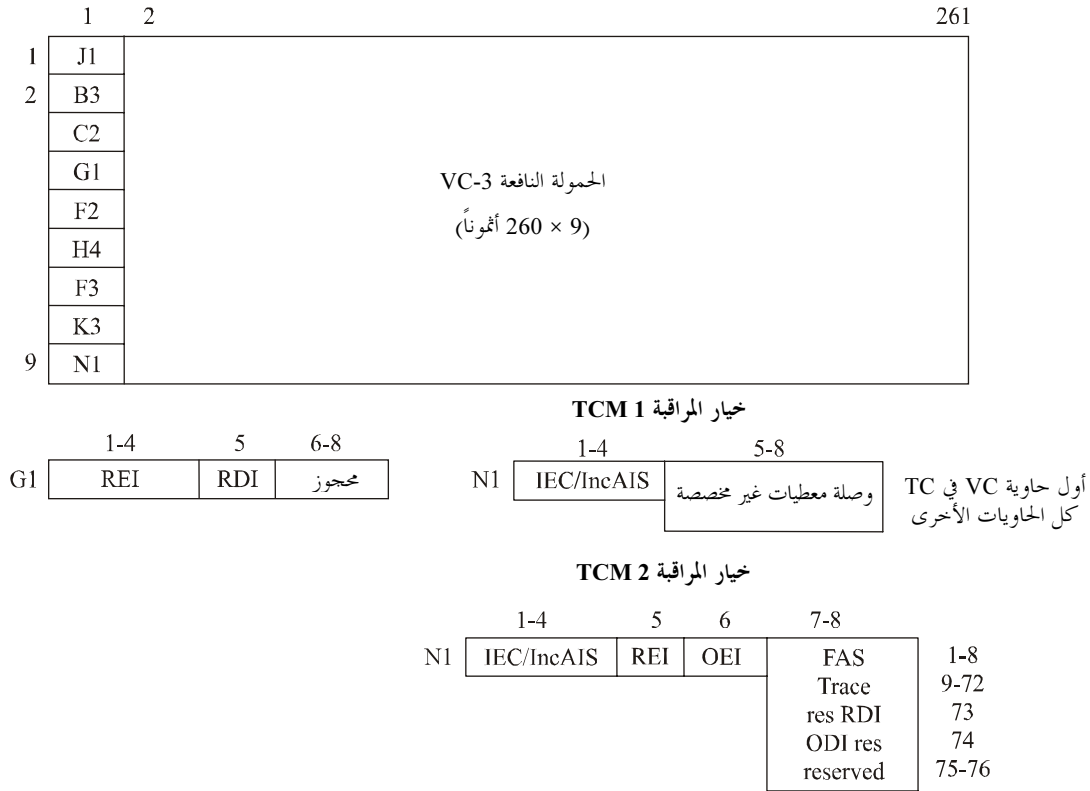 1 2 261
1 J1
2 B3
C2
G1
F2
H4
F3
K3
9 N1
الحمولة النافعة VC-3
(9 × 260 أثموناً)
خيار المراقبة TCM 1
1-4 5 6-8
G1 REI RDI محجوز
1-4 5-8
N1 IEC/IncAIS وصلة معطيات غير مخصصة
أول حاوية VC في TC
كل الحاويات الأخرى
خيار المراقبة TCM 2
1-4 5 6 7-8
N1 IEC/IncAIS REI OEI FAS 1-8
Trace 9-72
res RDI 73
ODI res 74
reserved 75-76